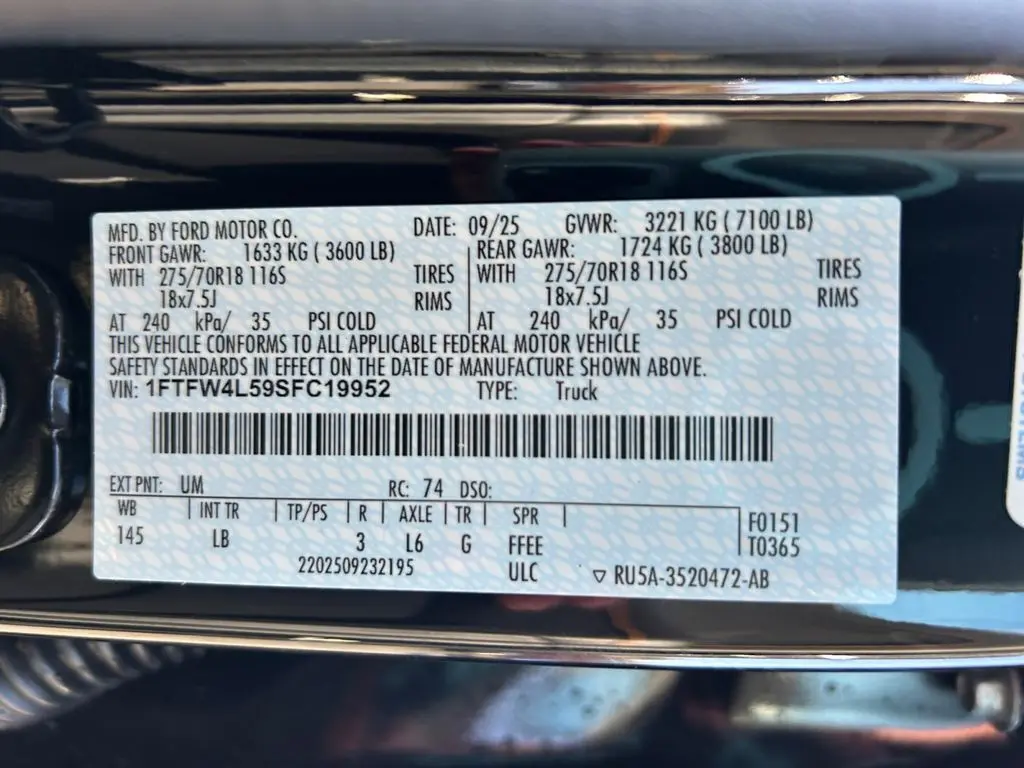 MFD. BY FORD MOTOR CO. DATE: 09/25 GVWR: 3221 KG ( 7100 LB)
FRONT GAWR: 1633 KG ( 3600 LB) REAR GAWR: 1724 KG ( 3800 LB)
WITH 275/70R18 116S TIRES WITH 275/70R18 116S TIRES
18x7.5J RIMS 18x7.5J RIMS
AT 240 kPa/ 35 PSI COLD AT 240 kPa/ 35 PSI COLD
THIS VEHICLE CONFORMS TO ALL APPLICABLE FEDERAL MOTOR VEHICLE
SAFETY STANDARDS IN EFFECT ON THE DATE OF MANUFACTURE SHOWN ABOVE.
VIN: 1FTFW4L59SFC19952 TYPE: Truck
EXT PNT: UM RC: 74 DSO:
WB INT TR TP/PS R AXLE TR SPR F0151
145 LB 3 L6 G FFEE T0365
2202509232195 ULC ▽ RU5A-3520472-AB